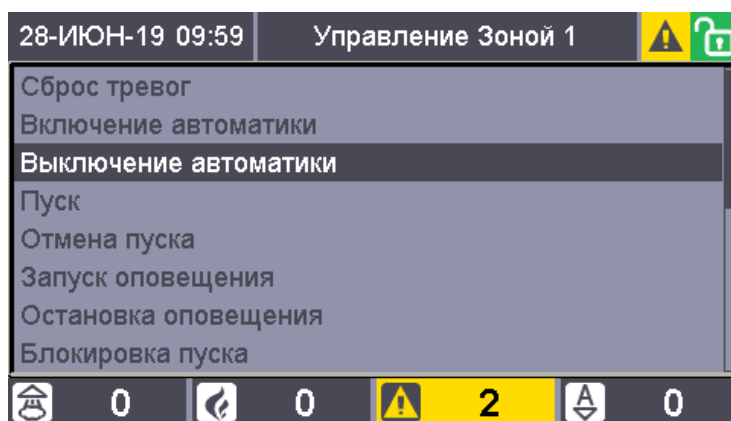 28-ИЮН-19 09:59 Управление Зоной 1
Сброс тревог
Включение автоматики
Выключение автоматики
Пуск
Отмена пуска
Запуск оповещения
Остановка оповещения
Блокировка пуска
0 0 2 A 0